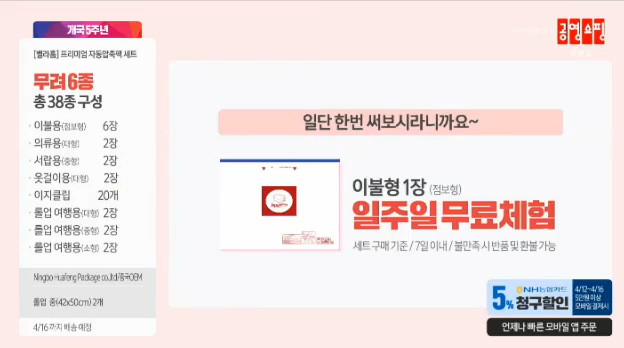 개국 5주년
[벨라홈] 프리미엄 자동압축팩 세트
무려 6종
총 38종 구성
· 이불용(점보형) 6장
· 의류용(대형) 2장
· 서랍용(중형) 2장
· 옷걸이용(대형) 2장
· 이지클립 20개
· 롤업 여행용(대형) 2장
· 롤업 여행용(중형) 2장
· 롤업 여행용(소형) 2장
Ningbo Huafeng Package co.,ltd/중국OEM
롤업 중(42x50cm) 2개
4/16까지 배송 예정
공영쇼핑
일단 한번 써보시라니까요~
이불형 1장 (점보형)
일주일 무료체험
세트 구매 기준 / 7일 이내 / 불만족 시 반품 및 환불 가능
5% NH농협카드 청구할인
4/12~4/16
5만원 이상
모바일 결제시
언제나 빠른 모바일 앱 주문